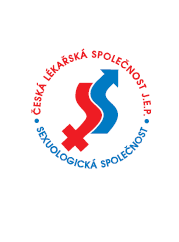 ČESKÁ LÉKAŘSKÁ SPOLEČNOST J.E.P.
• SEXUOLOGICKÁ SPOLEČNOST •